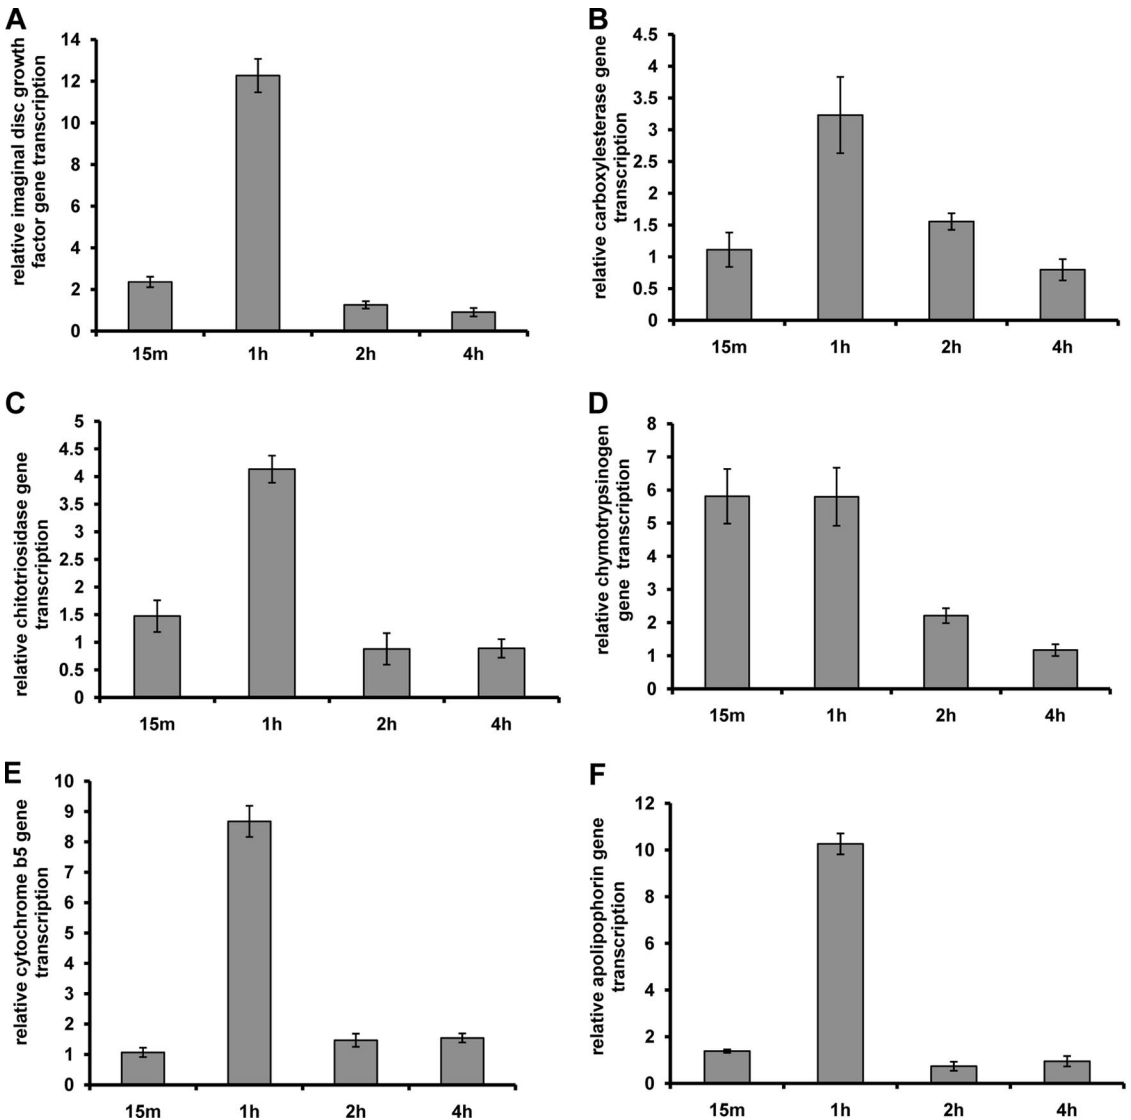 A
relative imaginal disc growth
factor gene transcription
14
12
10
8
6
4
2
0
15m 1h 2h 4h
B
relative carboxylesterase gene
transcription
4.5
4
3.5
3
2.5
2
1.5
1
0.5
0
15m 1h 2h 4h
C
relative chitotriosidase gene
transcription
5
4.5
4
3.5
3
2.5
2
1.5
1
0.5
0
15m 1h 2h 4h
D
relative chymotrypsinogen
gene transcription
8
7
6
5
4
3
2
1
0
15m 1h 2h 4h
E
relative cytochrome b5 gene
transcription
10
9
8
7
6
5
4
3
2
1
0
15m 1h 2h 4h
F
relative apolipophorin gene
transcription
12
10
8
6
4
2
0
15m 1h 2h 4h